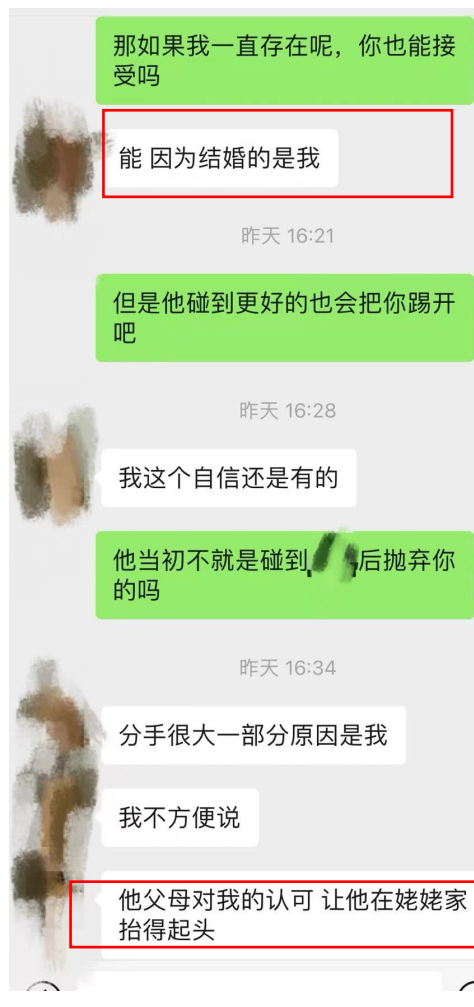 那如果我一直存在呢，你也能接
受吗
能 因为结婚的是我
昨天 16:21
但是他碰到更好的也会把你踢开
吧
昨天 16:28
我这个自信还是有的
他当初不就是碰到
后抛弃你
的吗
昨天 16:34
分手很大一部分原因是我
我不方便说
他父母对我的认可 让他在姥姥家
抬得起头